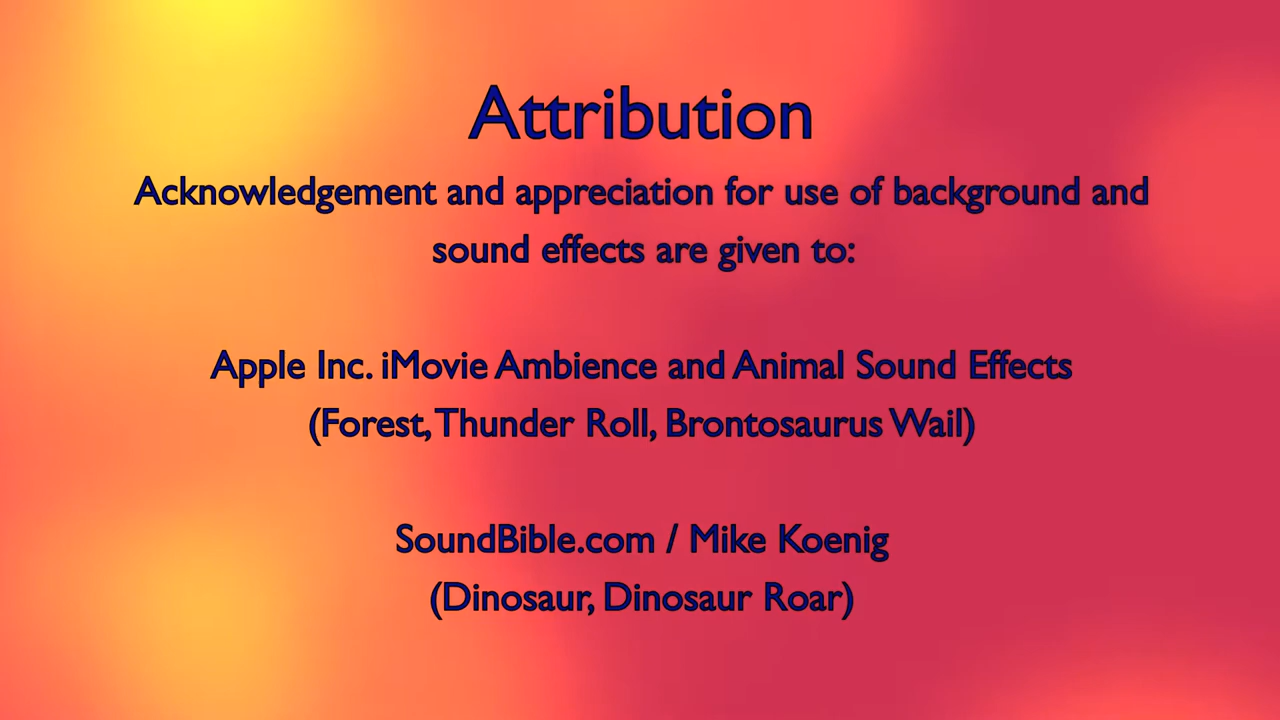 Attribution
Acknowledgement and appreciation for use of background and
sound effects are given to:
Apple Inc. iMovie Ambience and Animal Sound Effects
(Forest, Thunder Roll, Brontosaurus Wail)
SoundBible.com / Mike Koenig
(Dinosaur, Dinosaur Roar)